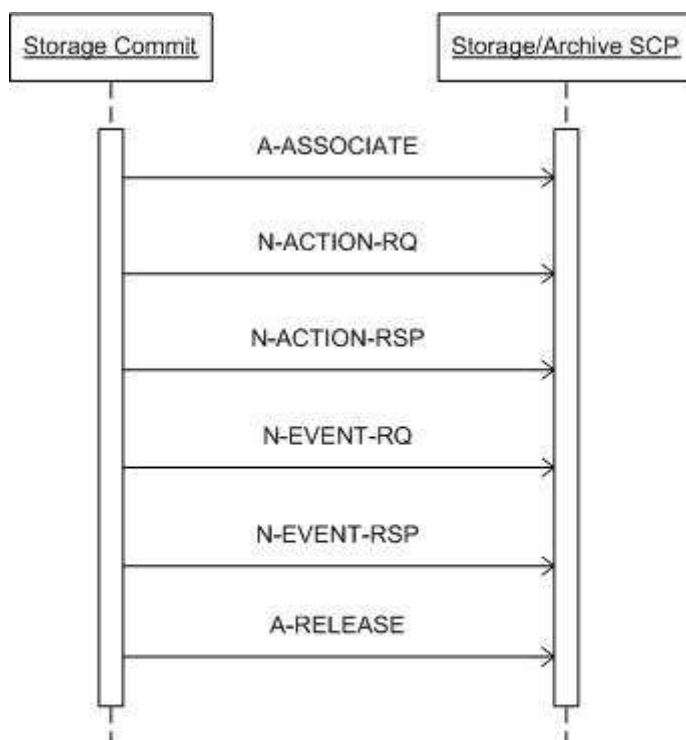 Storage Commit
Storage/Archive SCP
A-ASSOCIATE
N-ACTION-RQ
N-ACTION-RSP
N-EVENT-RQ
N-EVENT-RSP
A-RELEASE